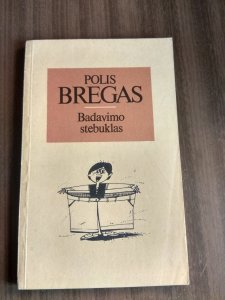 POLIS
BREGAS
Badavimo
stebuklas